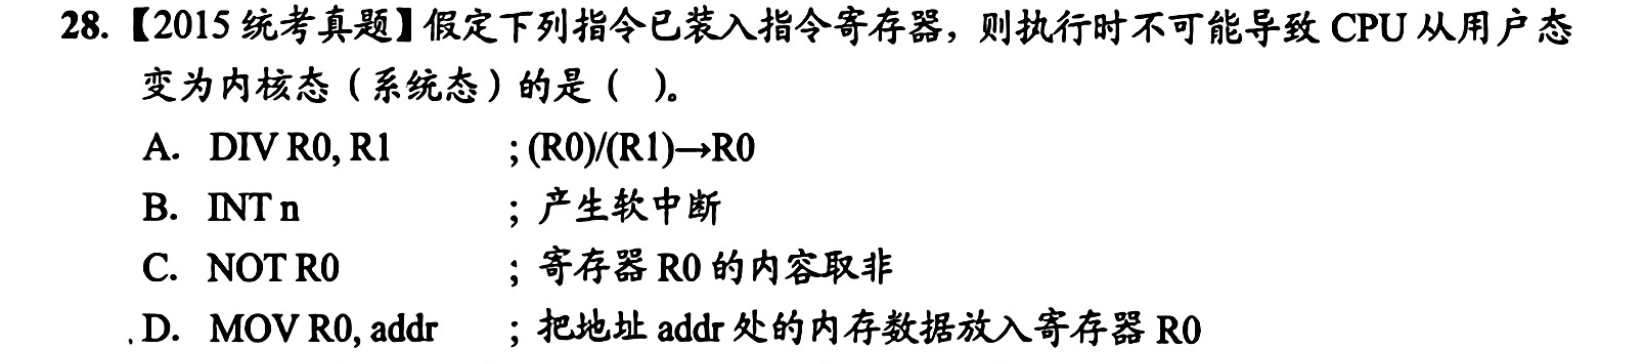 28.【2015 统考真题】假定下列指令已装入指令寄存器，则执行时不可能导致 CPU 从用户态
变为内核态（系统态）的是（ ）。
A. DIV R0, R1 ; (R0)/(R1)→R0
B. INT n ; 产生软中断
C. NOT R0 ; 寄存器 R0 的内容取非
D. MOV R0, addr ; 把地址 addr 处的内存数据放入寄存器 R0